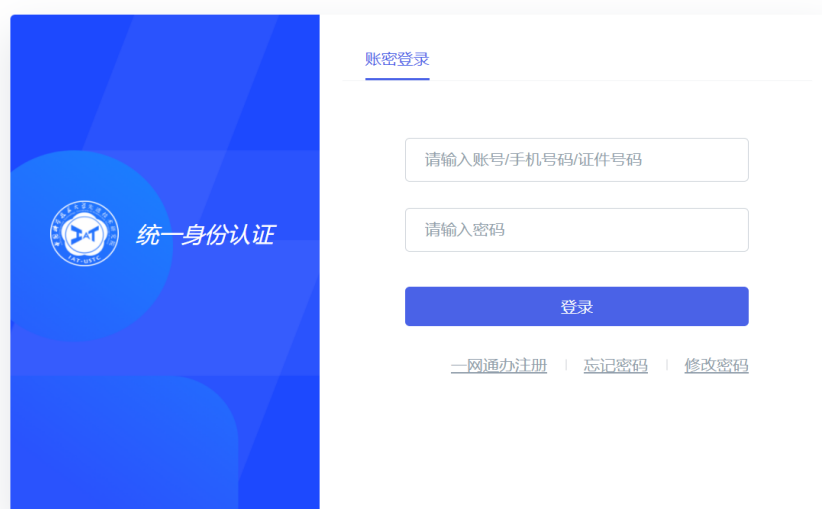 账密登录
请输入账号/手机号码/证件号码
请输入密码
IAT
IAT-USTC
统一身份认证
登录
一网通办注册
忘记密码
修改密码